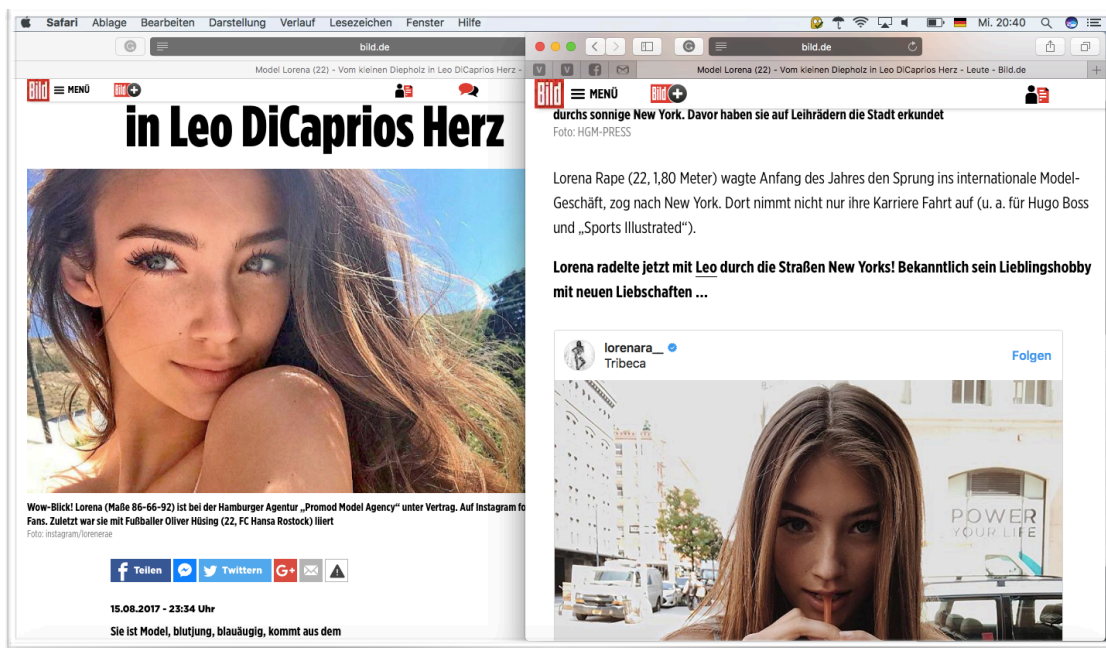 Safari Ablage Bearbeiten Darstellung Verlauf Lesezeichen Fenster Hilfe
Mi. 20:40
bild.de
Model Lorena (22) - Vom kleinen Diepholz in Leo DiCaprios Herz -
Bild MENÜ Bild
in Leo DiCaprios Herz
Wow-Blick! Lorena (Maße 86-66-92) ist bei der Hamburger Agentur „Promod Model Agency“ unter Vertrag. Auf Instagram fo
Fans. Zuletzt war sie mit Fußballer Oliver Hüsing (22, FC Hansa Rostock) liiert
Foto: instagram/lorenerae
Teilen Twittern G+
15.08.2017 - 23:34 Uhr
Sie ist Model, blutjung, blauäugig, kommt aus dem
bild.de
V V f Model Lorena (22) - Vom kleinen Diepholz in Leo DiCaprios Herz - Leute - Bild.de
Bild MENÜ Bild
durchs sonnige New York. Davor haben sie auf Leihrädern die Stadt erkundet
Foto: HGM-PRESS
Lorena Rape (22, 1,80 Meter) wagte Anfang des Jahres den Sprung ins internationale Model-
Geschäft, zog nach New York. Dort nimmt nicht nur ihre Karriere Fahrt auf (u. a. für Hugo Boss
und „Sports Illustrated“).
Lorena radelte jetzt mit Leo durch die Straßen New Yorks! Bekanntlich sein Lieblingshobby
mit neuen Liebschaften ...
lorenara__
Tribeca
Folgen
POWER
YOUR LIFE